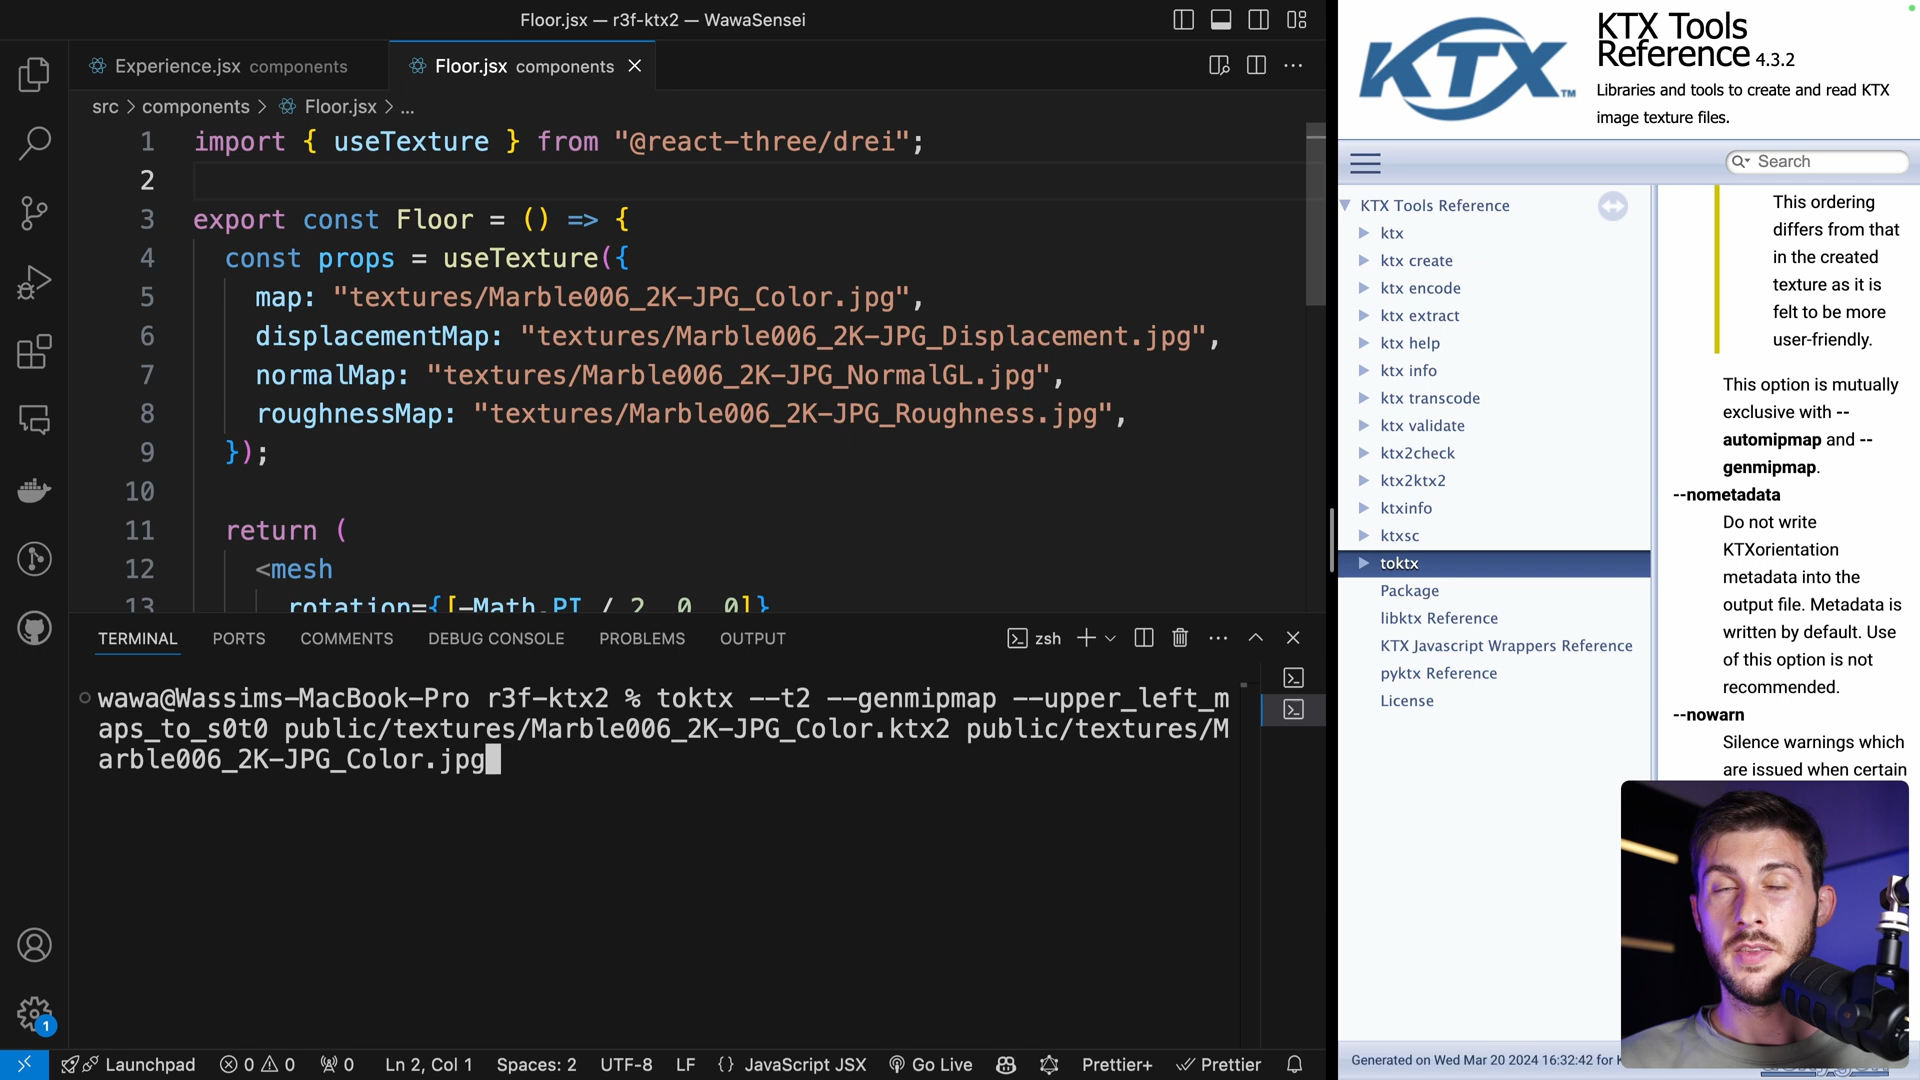 Floor.jsx — r3f-ktx2 — WawaSensei
Experience.jsx components
Floor.jsx components
src > components > Floor.jsx > ...
1 import { useTexture } from "@react-three/drei";
2
3 export const Floor = () => {
4 const props = useTexture({
5 map: "textures/Marble006_2K-JPG_Color.jpg",
6 displacementMap: "textures/Marble006_2K-JPG_Displacement.jpg",
7 normalMap: "textures/Marble006_2K-JPG_NormalGL.jpg",
8 roughnessMap: "textures/Marble006_2K-JPG_Roughness.jpg",
9 });
10
11 return (
12 <mesh
13 rotation={[-Math.PI / 2, 0, 0]}
TERMINAL PORTS COMMENTS DEBUG CONSOLE PROBLEMS OUTPUT
zsh
wawa@Wassims-MacBook-Pro r3f-ktx2 % toktx --t2 --genmipmap --upper_left_m
aps_to_s0t0 public/textures/Marble006_2K-JPG_Color.ktx2 public/textures/M
arble006_2K-JPG_Color.jpg
1
Launchpad 0 0 0 Ln 2, Col 1 Spaces: 2 UTF-8 LF {} JavaScript JSX Go Live Prettier+ Prettier
KTX TM
KTX Tools
Reference 4.3.2
Libraries and tools to create and read KTX
image texture files.
Search
KTX Tools Reference
ktx
ktx create
ktx encode
ktx extract
ktx help
ktx info
ktx transcode
ktx validate
ktx2check
ktx2ktx2
ktxinfo
ktxsc
toktx
Package
libktx Reference
KTX Javascript Wrappers Reference
pyktx Reference
License
This ordering
differs from that
in the created
texture as it is
felt to be more
user-friendly.
This option is mutually
exclusive with --
automipmap and --
genmipmap.
--nometadata
Do not write
KTXorientation
metadata into the
output file. Metadata is
written by default. Use
of this option is not
recommended.
--nowarn
Silence warnings which
are issued when certain
Generated on Wed Mar 20 2024 16:32:42 for